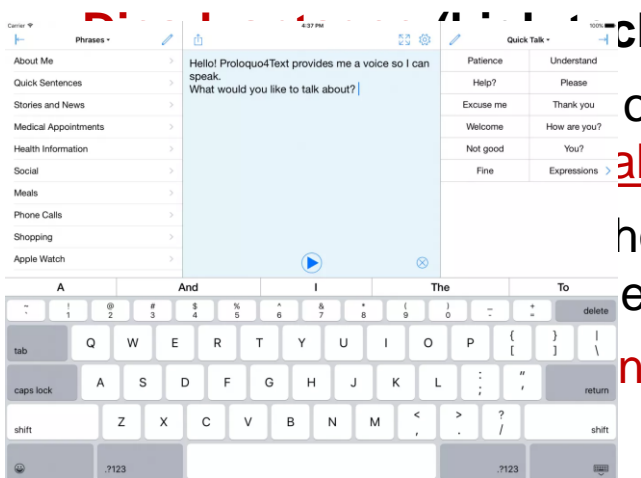 Carrier 4:37 PM 100%
Phrases Quick Talk
About Me
Quick Sentences
Stories and News
Medical Appointments
Health Information
Social
Meals
Phone Calls
Shopping
Apple Watch
Hello! Proloquo4Text provides me a voice so I can
speak.
What would you like to talk about?
Patience Understand
Help? Please
Excuse me Thank you
Welcome How are you?
Not good You?
Fine Expressions
A And I The To
~ ! @ # $ % ^ & * ( ) _ +
` 1 2 3 4 5 6 7 8 9 0 - = delete
tab Q W E R T Y U I O P { [ } ] | \
caps lock A S D F G H J K L : ; " ' return
shift Z X C V B N M < , > . ? / shift
.?123 .?123